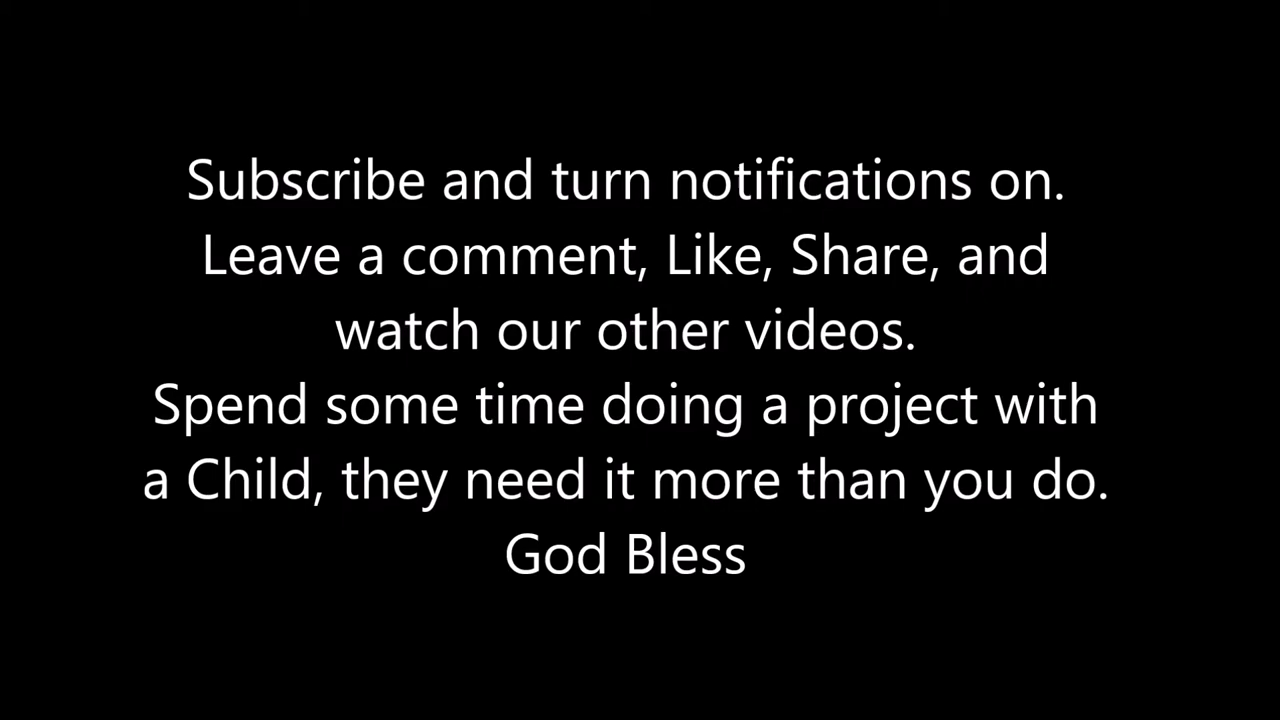 Subscribe and turn notifications on.
Leave a comment, Like, Share, and
watch our other videos.
Spend some time doing a project with
a Child, they need it more than you do.
God Bless